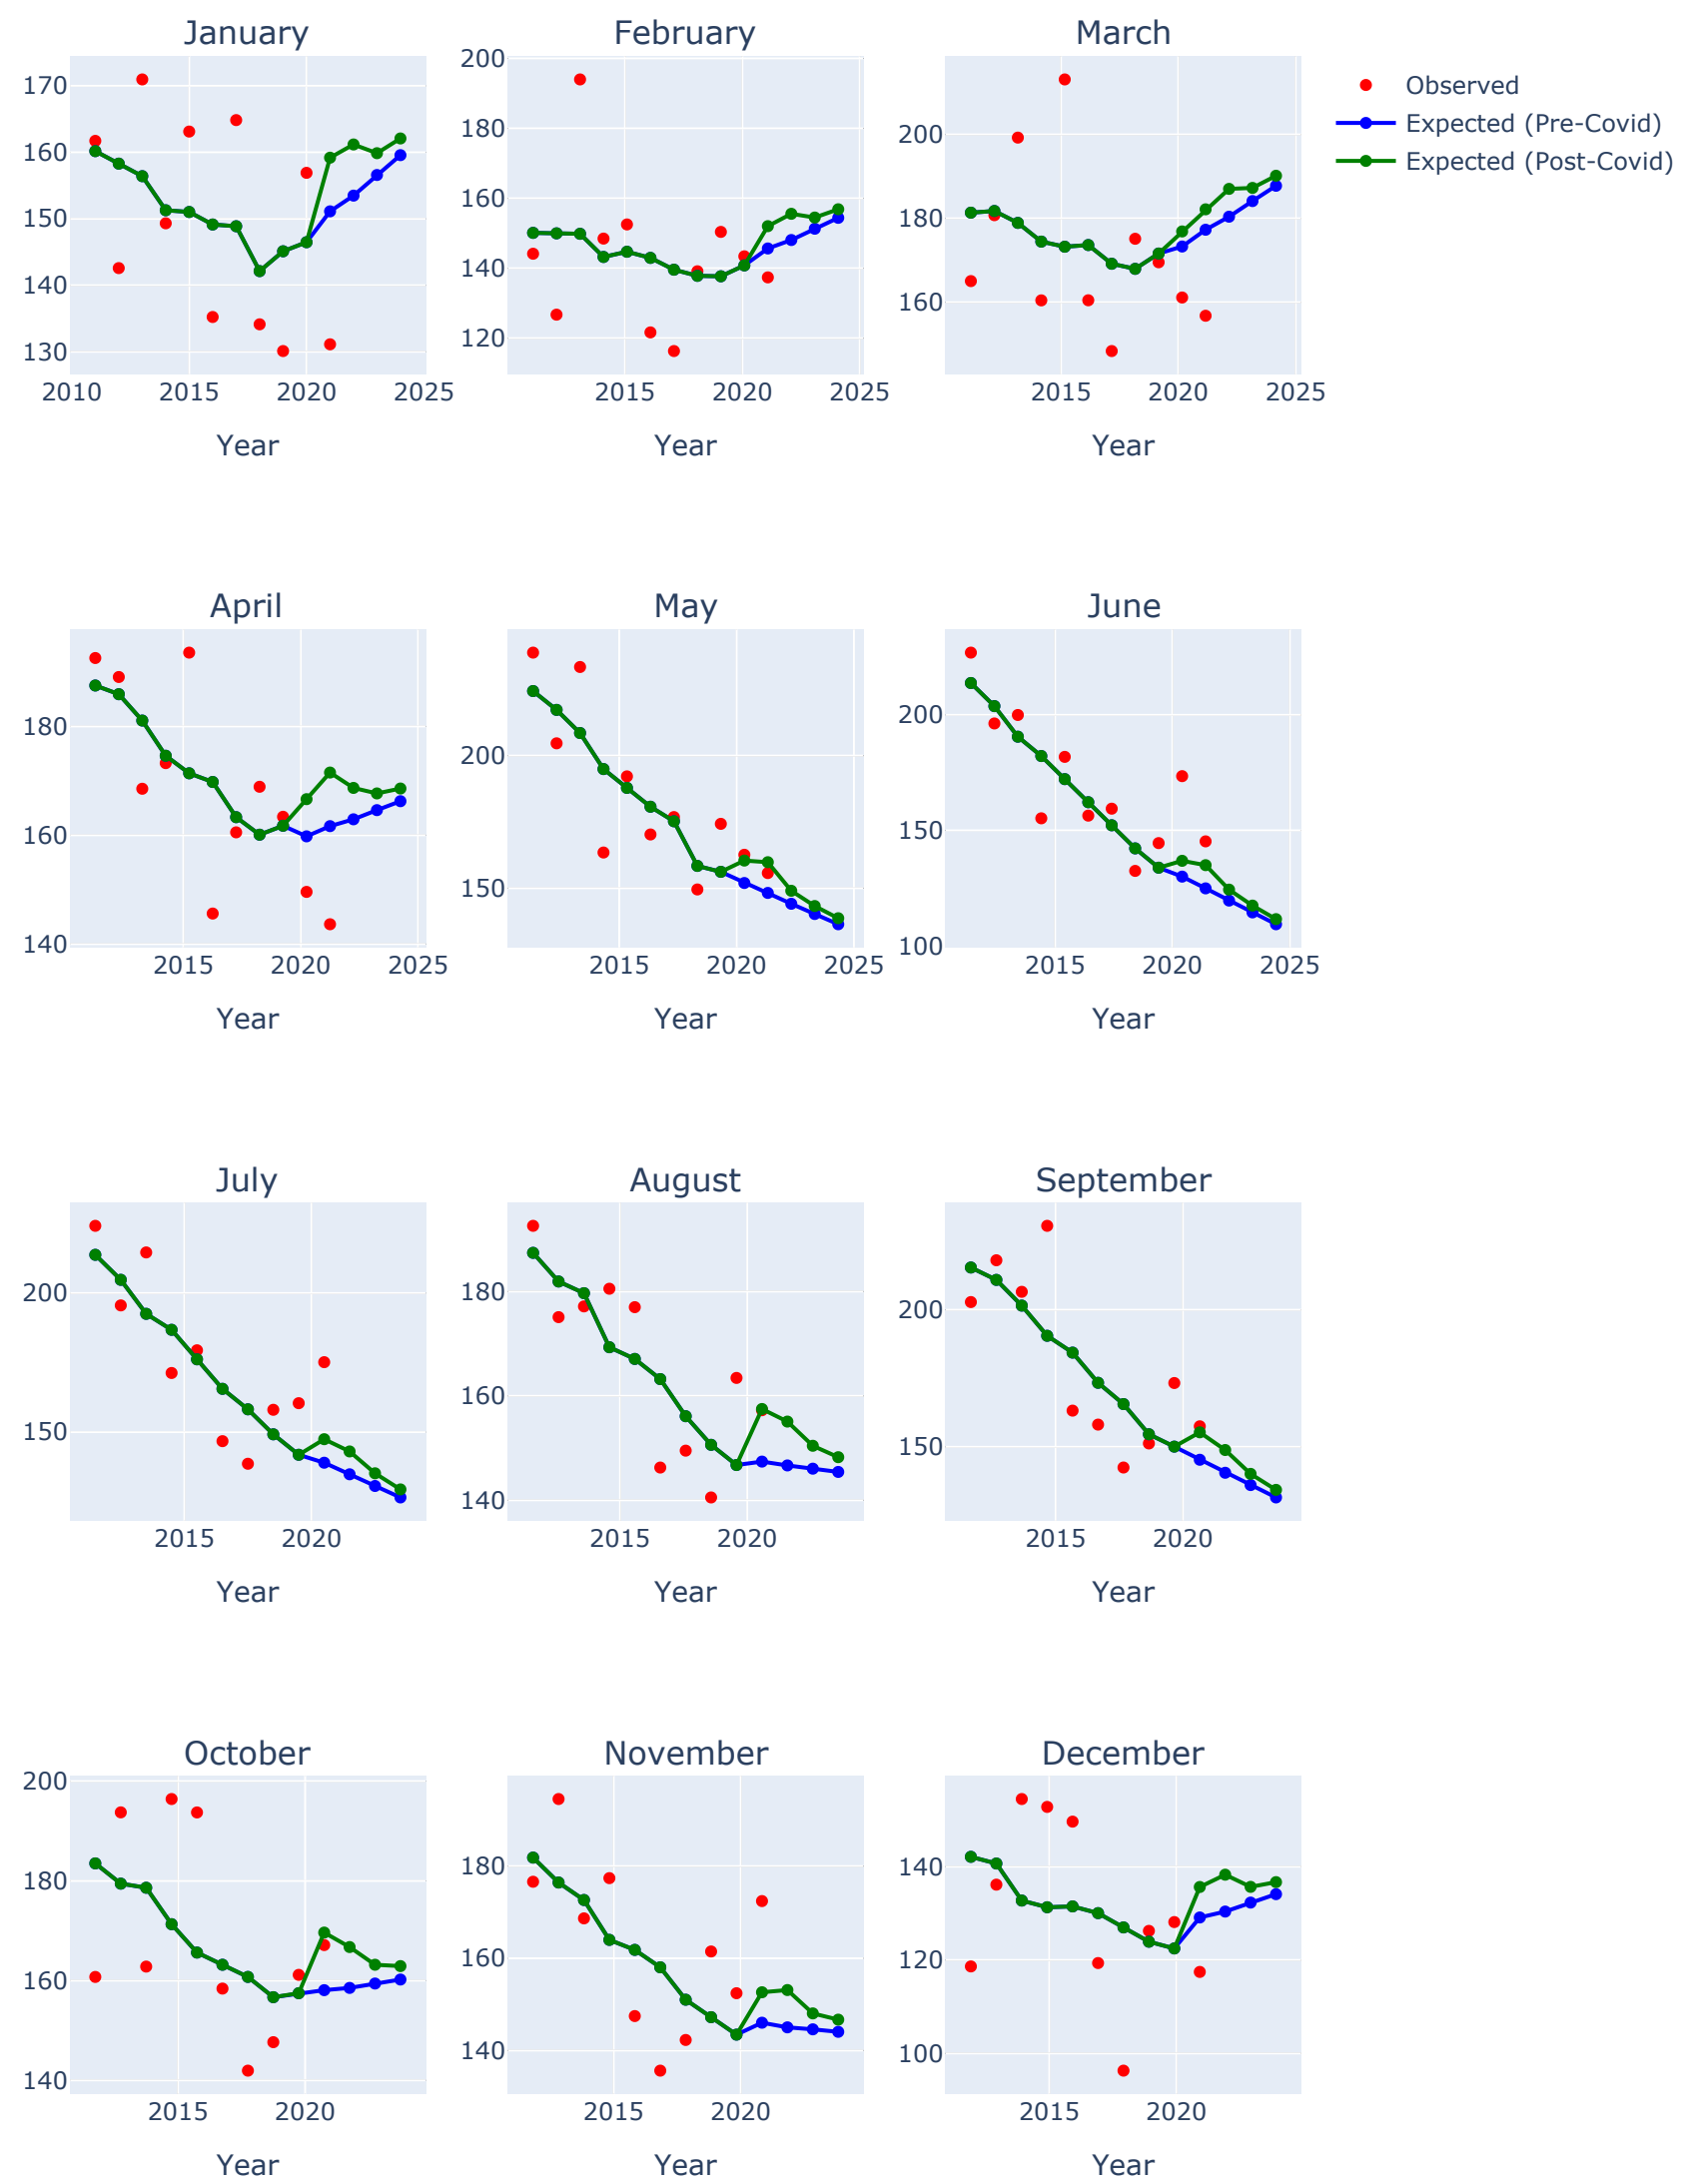 January February March
170
160
150
140
130
2010 2015 2020 2025
Year
200
180
160
140
120
2015 2020 2025
Year
200
180
160
2015 2020 2025
Year
Observed
Expected (Pre-Covid)
Expected (Post-Covid)
April May June
180
160
140
2015 2020 2025
Year
200
150
2015 2020 2025
Year
200
150
100
2015 2020 2025
Year
July August September
200
150
2015 2020
Year
180
160
140
2015 2020
Year
200
150
2015 2020
Year
October November December
200
180
160
140
2015 2020
Year
180
160
140
2015 2020
Year
140
120
100
2015 2020
Year